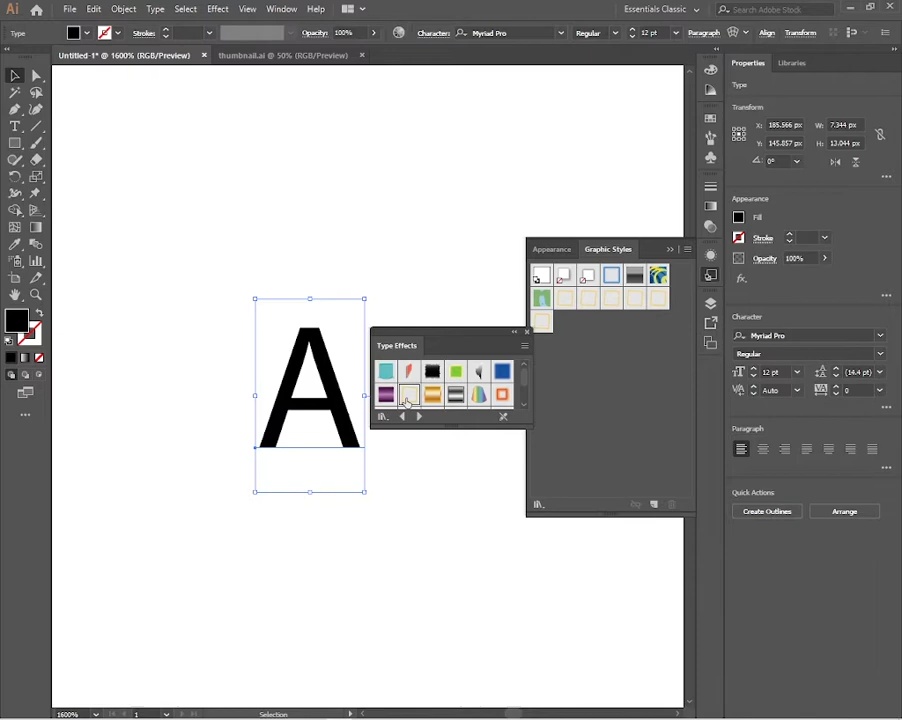 Ai File Edit Object Type Select Effect View Window Help Essentials Classic Search Adobe Stock
Type Stroke: Opacity: 100% Character: Myriad Pro Regular 12 pt Paragraph Align Transform
Untitled-1* @ 1600% (RGB/Preview) × thumbnail.ai @ 50% (RGB/Preview) ×
Properties Libraries
Type
Transform
X: 185.566 px W: 7.344 px
Y: 145.857 px H: 13.044 px
0°
Appearance
Fill
Stroke
Opacity 100%
fx.
Character
Myriad Pro
Regular
12 pt (14.4 pt)
Auto 0
Paragraph
Quick Actions
Create Outlines Arrange
Appearance Graphic Styles
Type Effects
A
1600% 1 Selection